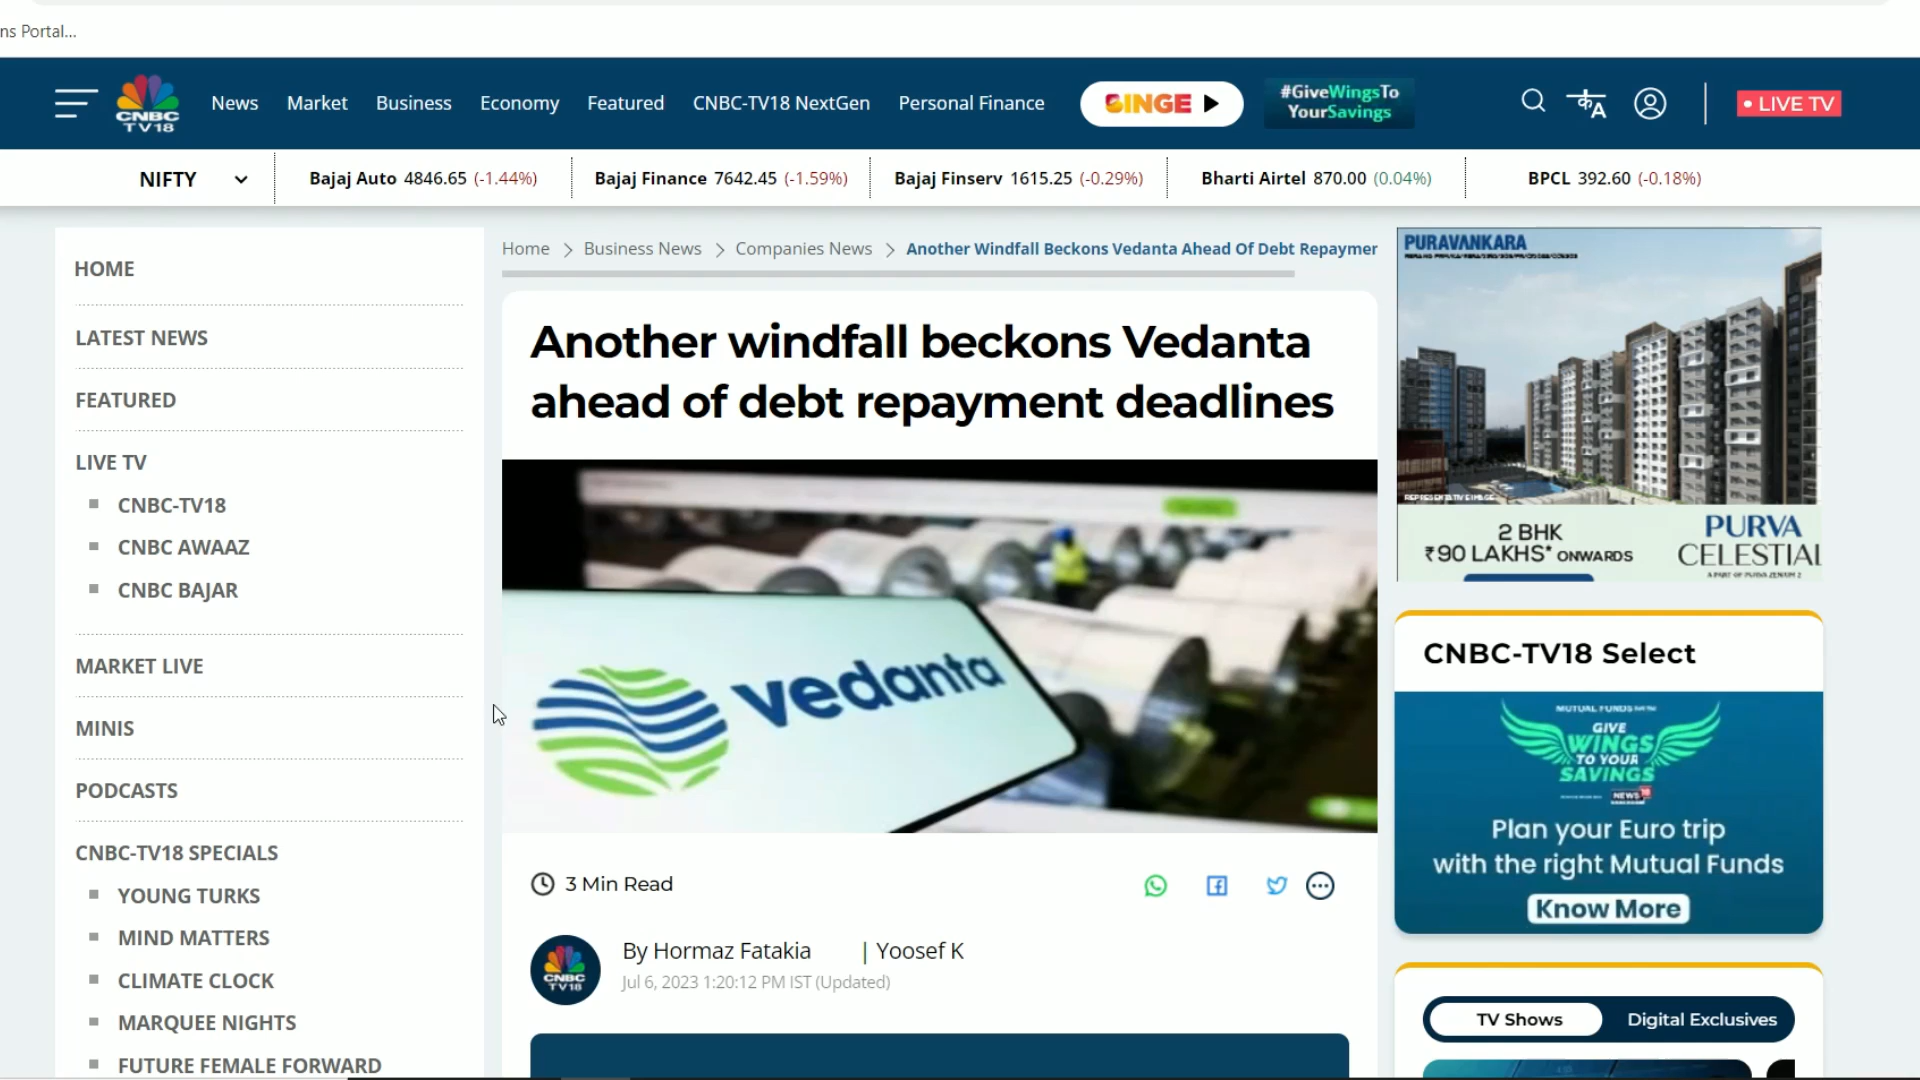 ns Portal...
CNBC TV18
News Market Business Economy Featured CNBC-TV18 NextGen Personal Finance
BINGE
#GiveWingsTo
YourSavings
• LIVE TV
NIFTY
Bajaj Auto 4846.65 (-1.44%)
Bajaj Finance 7642.45 (-1.59%)
Bajaj Finserv 1615.25 (-0.29%)
Bharti Airtel 870.00 (0.04%)
BPCL 392.60 (-0.18%)
HOME
LATEST NEWS
FEATURED
LIVE TV
CNBC-TV18
CNBC AWAAZ
CNBC BAJAR
MARKET LIVE
MINIS
PODCASTS
CNBC-TV18 SPECIALS
YOUNG TURKS
MIND MATTERS
CLIMATE CLOCK
MARQUEE NIGHTS
FUTURE FEMALE FORWARD
Home > Business News > Companies News > Another Windfall Beckons Vedanta Ahead Of Debt Repaymer
Another windfall beckons Vedanta
ahead of debt repayment deadlines
vedanta
3 Min Read
CNBC
TV18
By Hormaz Fatakia | Yoosef K
Jul 6, 2023 1:20:12 PM IST (Updated)
PURAVANKARA
REPRESENTATIVE IMAGE
2 BHK
₹90 LAKHS* ONWARDS
PURVA
CELESTIAL
CNBC-TV18 Select
GIVE
WINGS
TO YOUR
SAVINGS
NEWS18
Plan your Euro trip
with the right Mutual Funds
Know More
TV Shows
Digital Exclusives